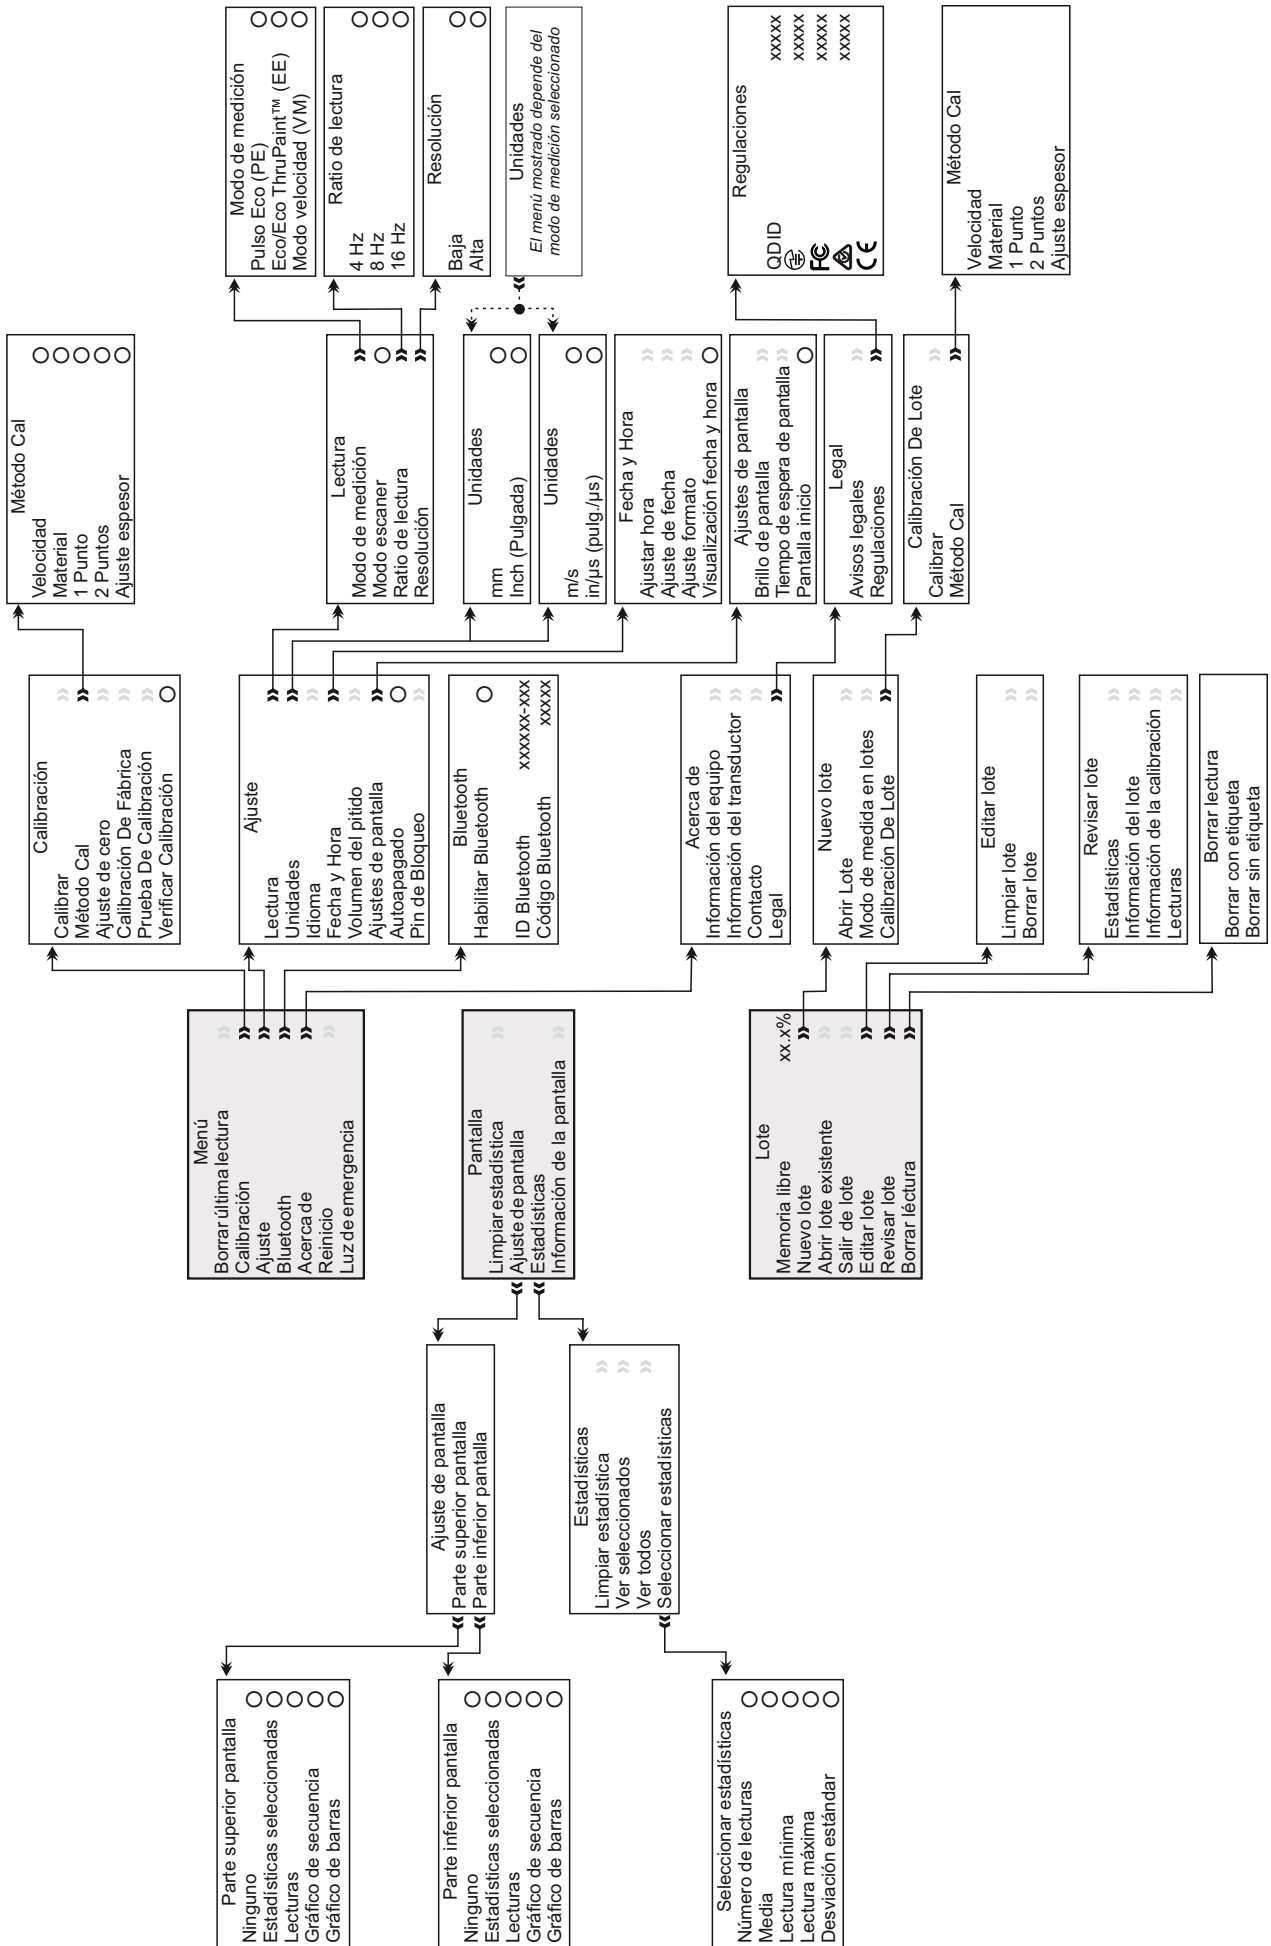 Parte superior pantalla
Ninguno
Estadísticas seleccionadas
Lecturas
Gráfico de secuencia
Gráfico de barras
Parte inferior pantalla
Ninguno
Estadísticas seleccionadas
Lecturas
Gráfico de secuencia
Gráfico de barras
Seleccionar estadísticas
Número de lecturas
Media
Lectura mínima
Lectura máxima
Desviación estándar
Ajuste de pantalla
Parte superior pantalla
Parte inferior pantalla
Estadísticas
Limpiar estadística
Ver seleccionados
Ver todos
Seleccionar estadísticas
Menú
Borrar última lectura
Calibración
Ajuste
Bluetooth
Acerca de
Reinicio
Luz de emergencia
Pantalla
Limpiar estadística
Ajuste de pantalla
Estadísticas
Información de la pantalla
Lote
Memoria libre xx.x%
Nuevo lote
Abrir lote existente
Salir de lote
Editar lote
Revisar lote
Borrar léctura
Calibración
Calibrar
Método Cal
Ajuste de cero
Calibración De Fábrica
Prueba De Calibración
Verificar Calibración
Ajuste
Lectura
Unidades
Idioma
Fecha y Hora
Volumen del pitido
Ajustes de pantalla
Autoapagado
Pin de Bloqueo
Bluetooth
Habilitar Bluetooth
ID Bluetooth xxxxxx-xxx
Código Bluetooth xxxxx
Acerca de
Información del equipo
Información del transductor
Contacto
Legal
Nuevo lote
Abrir Lote
Modo de medida en lotes
Calibración De Lote
Editar lote
Limpiar lote
Borrar lote
Revisar lote
Estadísticas
Información del lote
Información de la calibración
Lecturas
Borrar lectura
Borrar con etiqueta
Borrar sin etiqueta
Método Cal
Velocidad
Material
1 Punto
2 Puntos
Ajuste espesor
Lectura
Modo de medición
Modo escaner
Ratio de lectura
Resolución
Unidades
mm
Inch (Pulgada)
Unidades
m/s
in/µs (pulg./µs)
Fecha y Hora
Ajustar hora
Ajuste de fecha
Ajuste formato
Visualización fecha y hora
Ajustes de pantalla
Brillo de pantalla
Tiempo de espera de pantalla
Pantalla inicio
Legal
Avisos legales
Regulaciones
Calibración De Lote
Calibrar
Método Cal
Modo de medición
Pulso Eco (PE)
Eco/Eco ThruPaint™ (EE)
Modo velocidad (VM)
Ratio de lectura
4 Hz
8 Hz
16 Hz
Resolución
Baja
Alta
Unidades
El menú mostrado depende del
modo de medición seleccionado
Regulaciones
QDID xxxxx
xxxxx
FC xxxxx
xxxxx
CE
Método Cal
Velocidad
Material
1 Punto
2 Puntos
Ajuste espesor